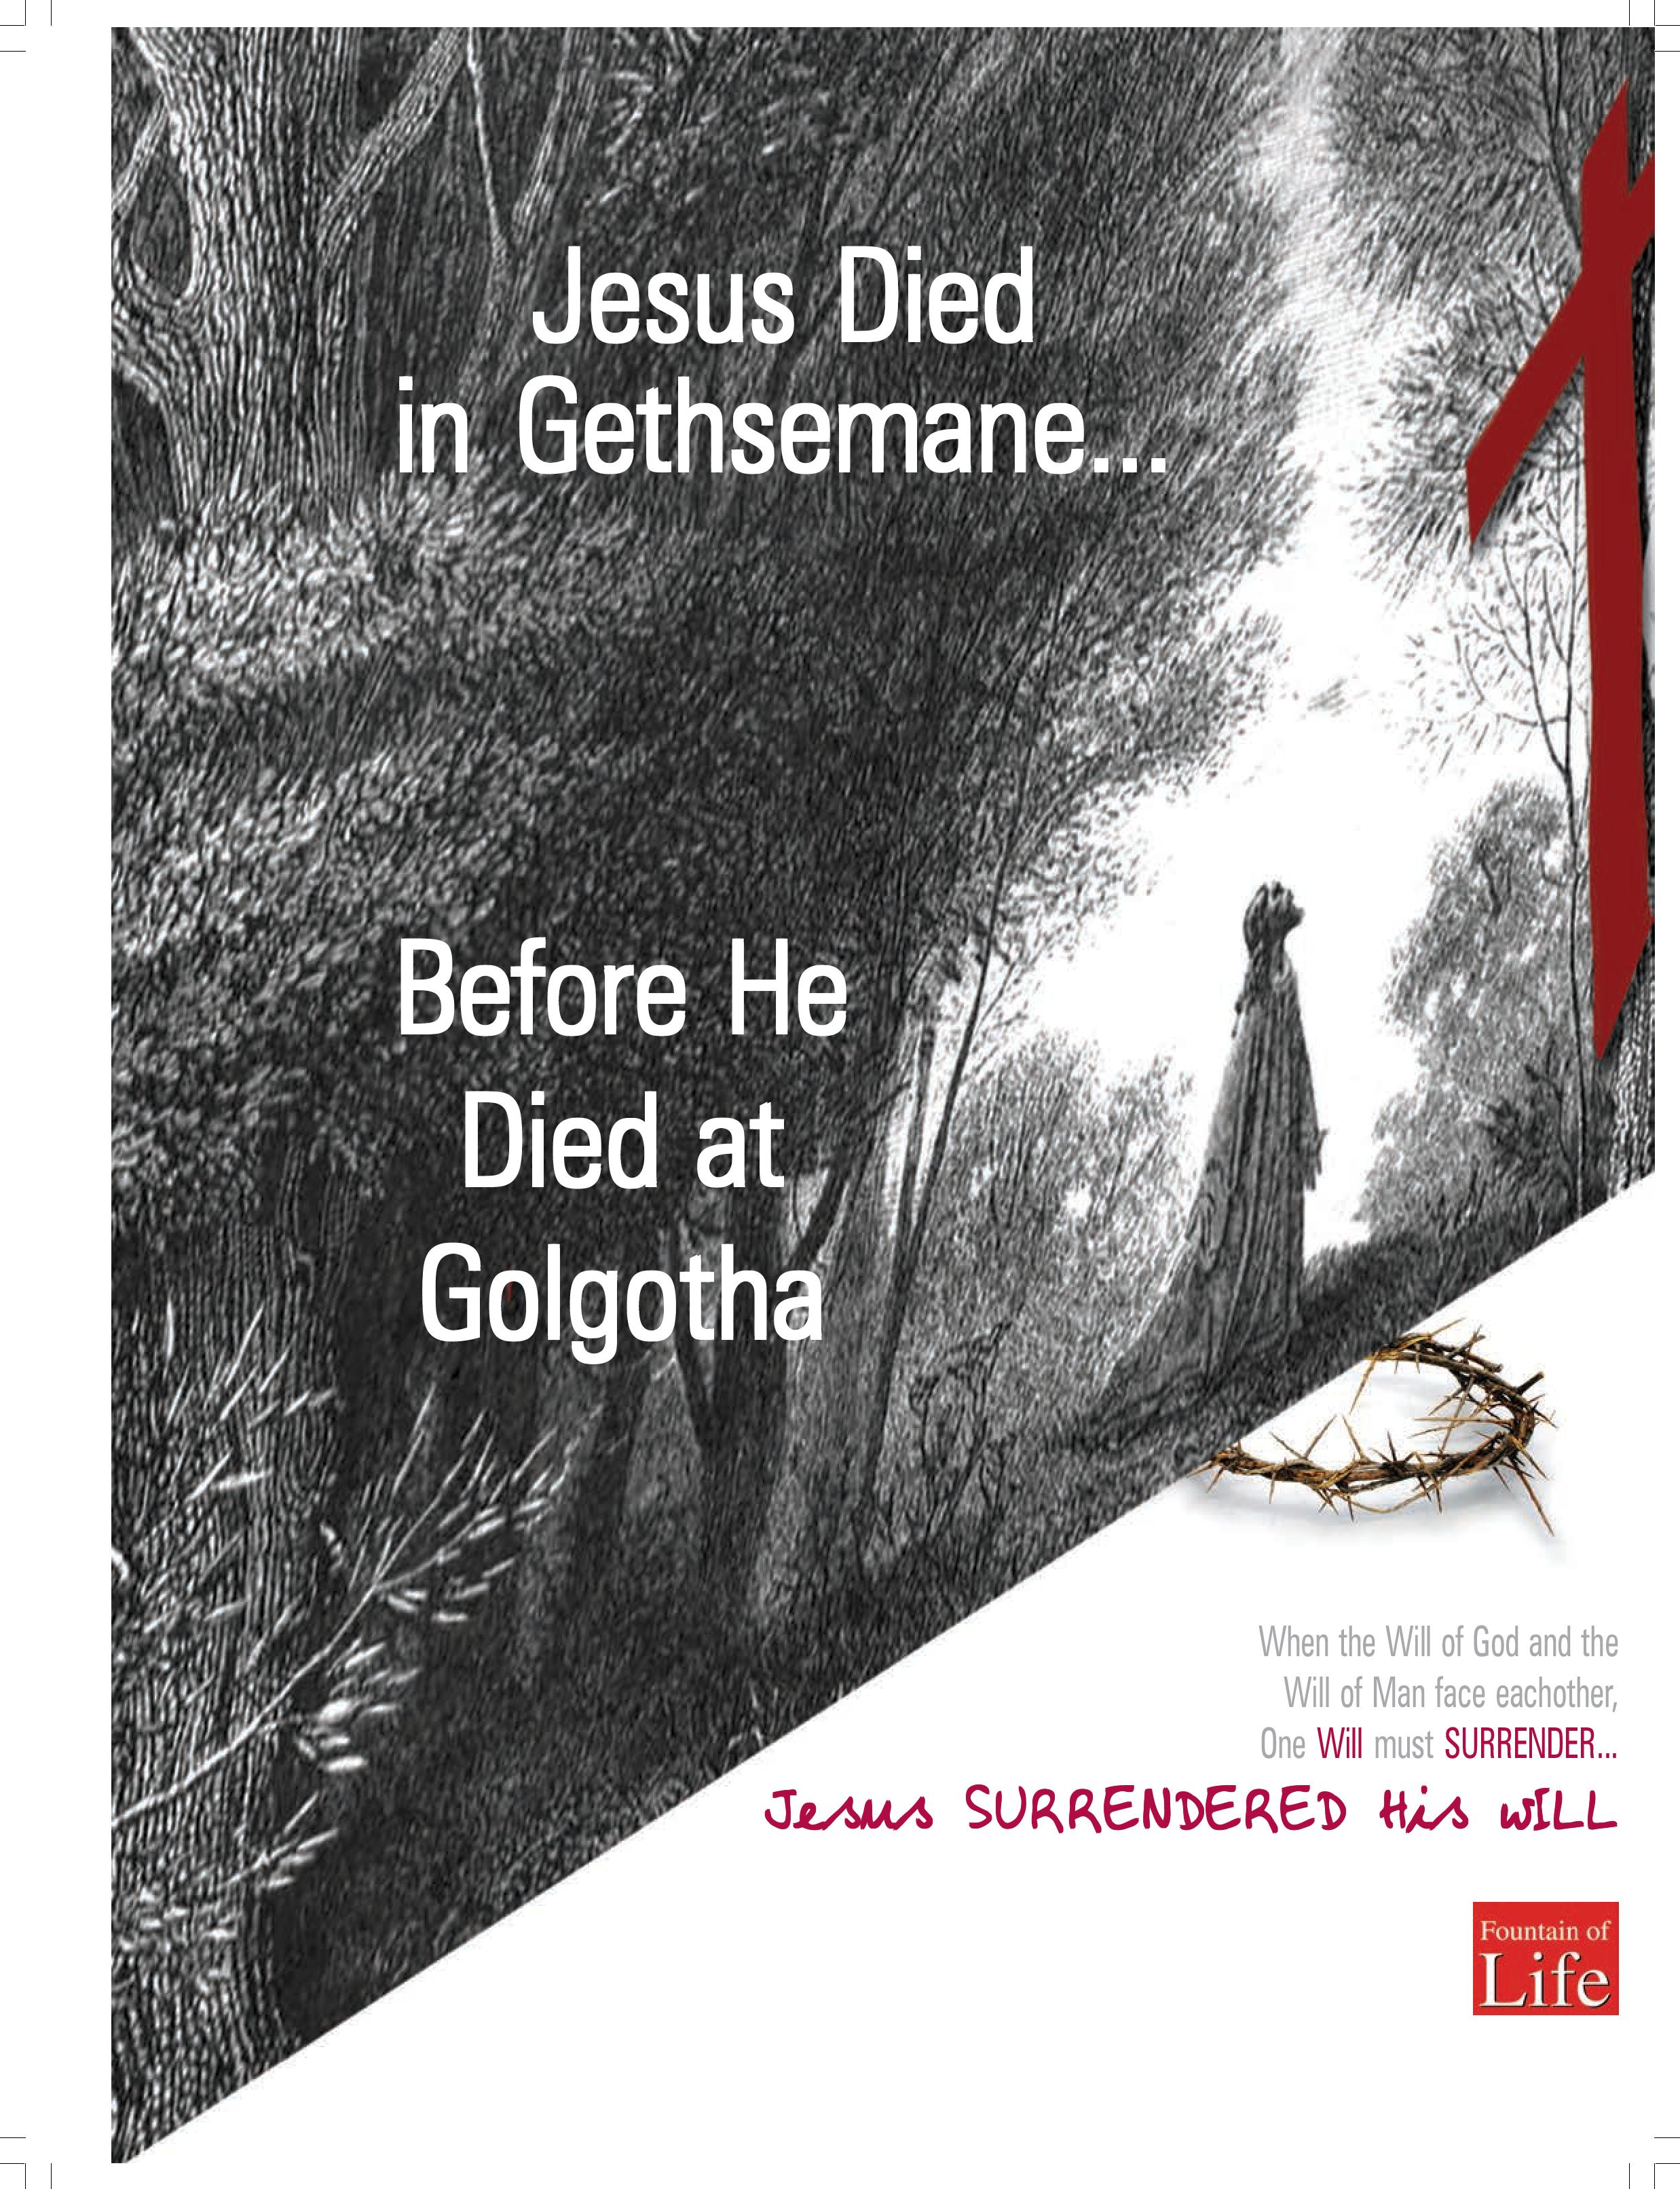 Jesus Died
in Gethsemane...
Before He
Died at
Golgotha
When the Will of God and the
Will of Man face eachother,
One Will must SURRENDER...
Jesus SURRENDERED His wILL
Fountain of
Life